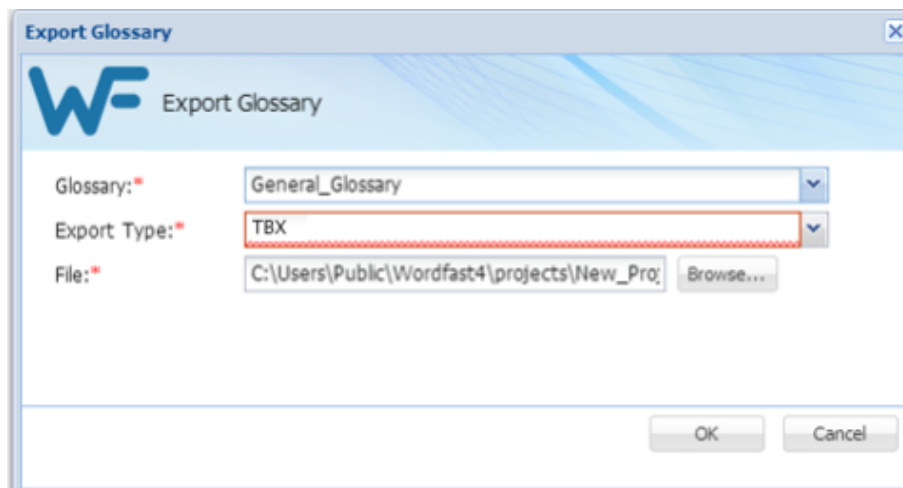 Export Glossary
WF Export Glossary
Glossary:* General_Glossary
Export Type:* TBX
File:* C:\Users\Public\Wordfast4\projects\New_Pro Browse...
OK Cancel